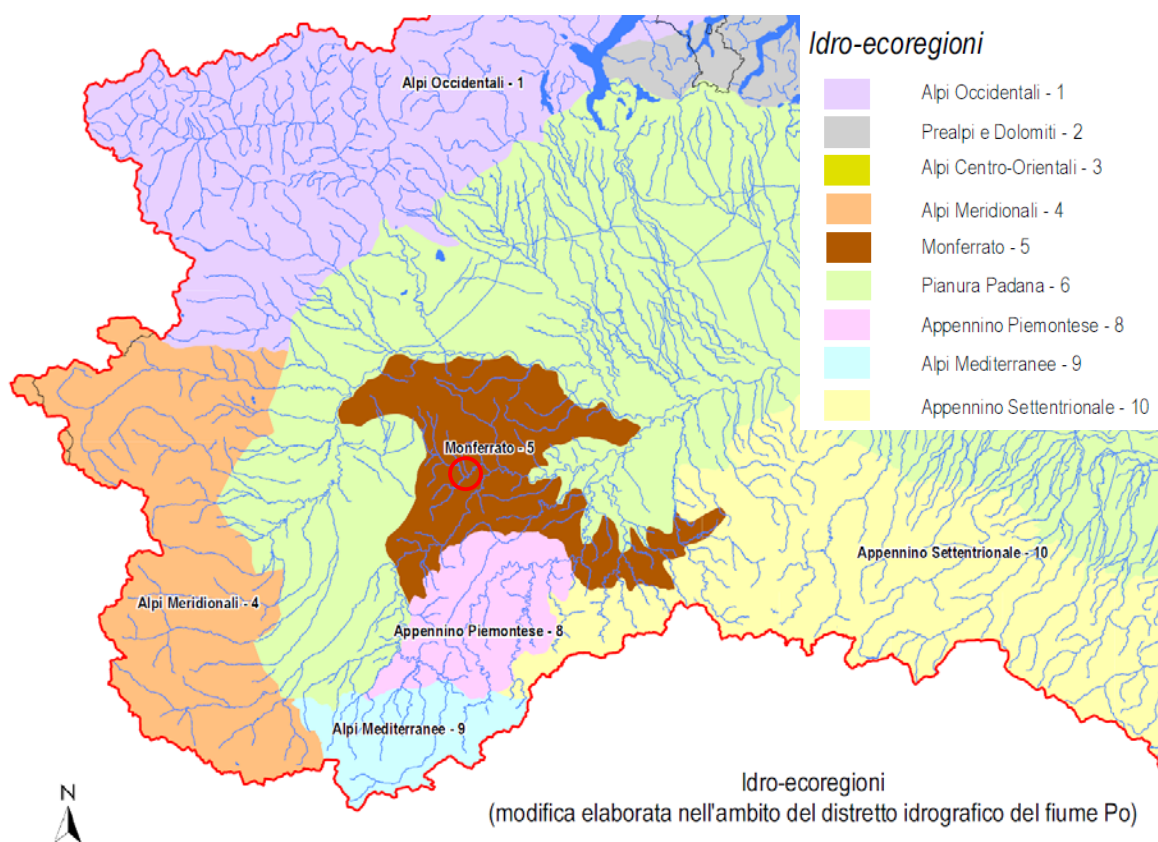 Idro-ecoregioni
Alpi Occidentali - 1
Prealpi e Dolomiti - 2
Alpi Centro-Orientali - 3
Alpi Meridionali - 4
Monferrato - 5
Pianura Padana - 6
Appennino Piemontese - 8
Alpi Mediterranee - 9
Appennino Settentrionale - 10
Alpi Occidentali - 1
Monferrato - 5
Appennino Settentrionale - 10
Alpi Meridionali - 4
Appennino Piemontese - 8
Alpi Mediterranee - 9
Idro-ecoregioni
(modifica elaborata nell'ambito del distretto idrografico del fiume Po)
N